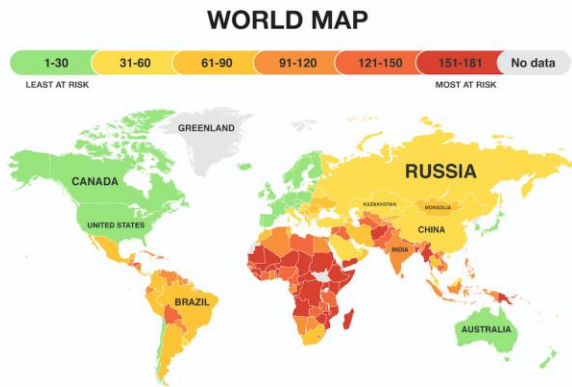 WORLD MAP
1-30 31-60 61-90 91-120 121-150 151-181 No data
LEAST AT RISK MOST AT RISK
GREENLAND
CANADA
RUSSIA
KAZAKHSTAN
MONGOLIA
UNITED STATES
CHINA
INDIA
BRAZIL
AUSTRALIA